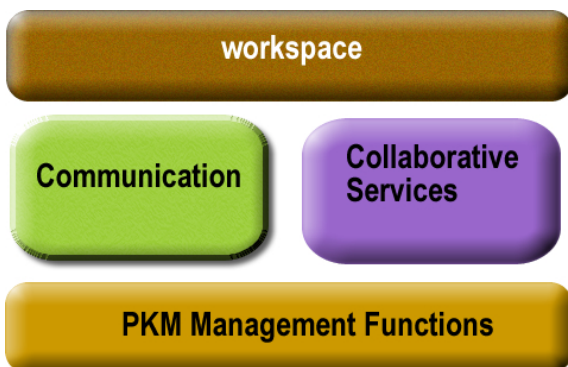 workspace
Communication
Collaborative
Services
PKM Management Functions